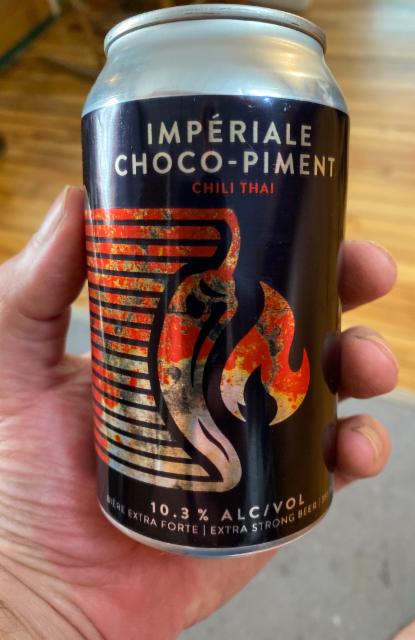 IMPÉRIALE
CHOCO-PIMENT
CHILI THAI
10.3 % ALC/VOL
BIÈRE EXTRA FORTE | EXTRA STRONG BEER |